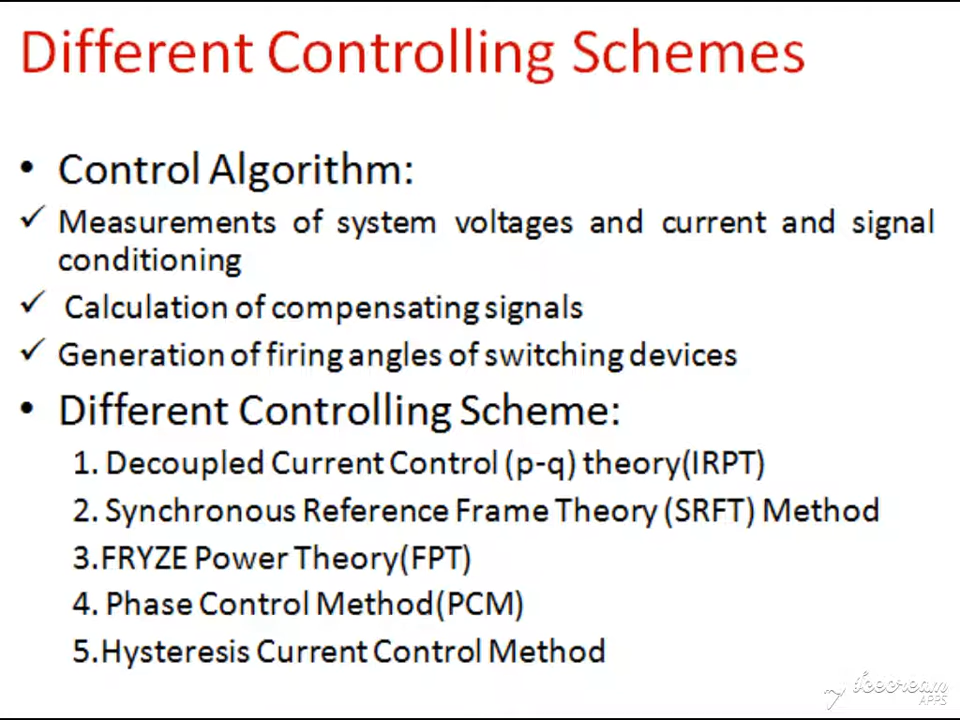 Different Controlling Schemes
• Control Algorithm:
✓ Measurements of system voltages and current and signal
conditioning
✓ Calculation of compensating signals
✓ Generation of firing angles of switching devices
• Different Controlling Scheme:
1. Decoupled Current Control (p-q) theory(IRPT)
2. Synchronous Reference Frame Theory (SRFT) Method
3.FRYZE Power Theory(FPT)
4. Phase Control Method(PCM)
5.Hysteresis Current Control Method
Icecream
APPS